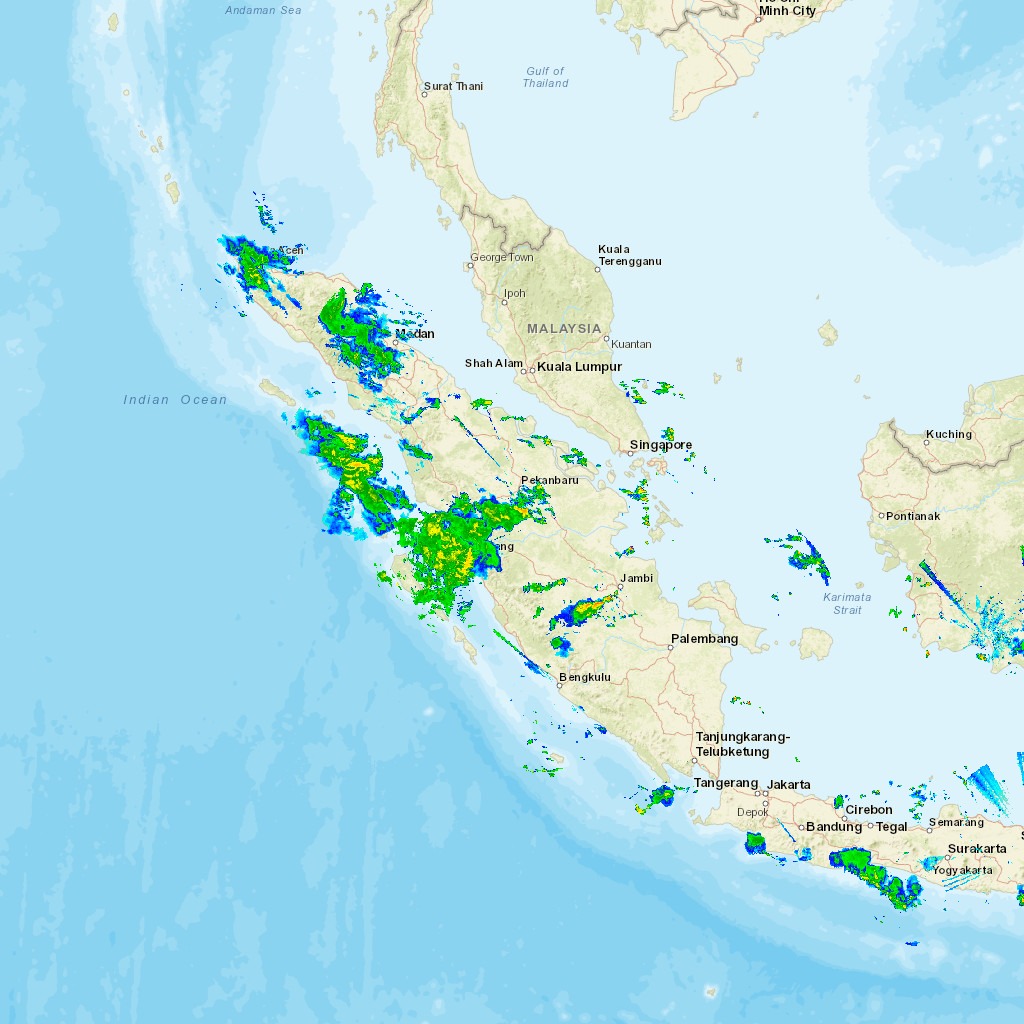 Minh City
Andaman Sea
Gulf of
Thailand
Surat Thani
Kuala
Terengganu
Aceh
GeorgeTown
Ipoh
MALAYSIA
Medan
Kuantan
Shah Alam
Kuala Lumpur
Indian Ocean
Kuching
Singapore
Pekanbaru
Pontianak
Jambi
Karimata
Strait
Palembang
Bengkulu
Tanjungkarang-
Telubketung
Tangerang
Jakarta
Depok
Cirebon
Bandung
Tegal
Semarang
Surakarta
Yogyakarta